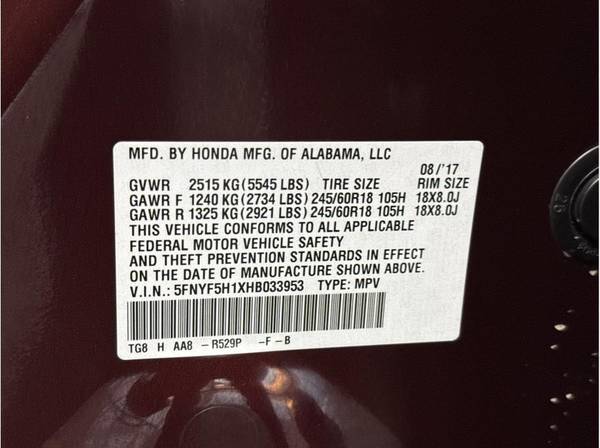 MFD. BY HONDA MFG. OF ALABAMA, LLC
08/'17
GVWR 2515 KG (5545 LBS) TIRE SIZE RIM SIZE
GAWR F 1240 KG (2734 LBS) 245/60R18 105H 18X8.0J
GAWR R 1325 KG (2921 LBS) 245/60R18 105H 18X8.0J
THIS VEHICLE CONFORMS TO ALL APPLICABLE
FEDERAL MOTOR VEHICLE SAFETY
AND THEFT PREVENTION STANDARDS IN EFFECT
ON THE DATE OF MANUFACTURE SHOWN ABOVE.
V.I.N.: 5FNYF5H1XHB033953 TYPE: MPV
TG8 H AA8 -R529P -F-B